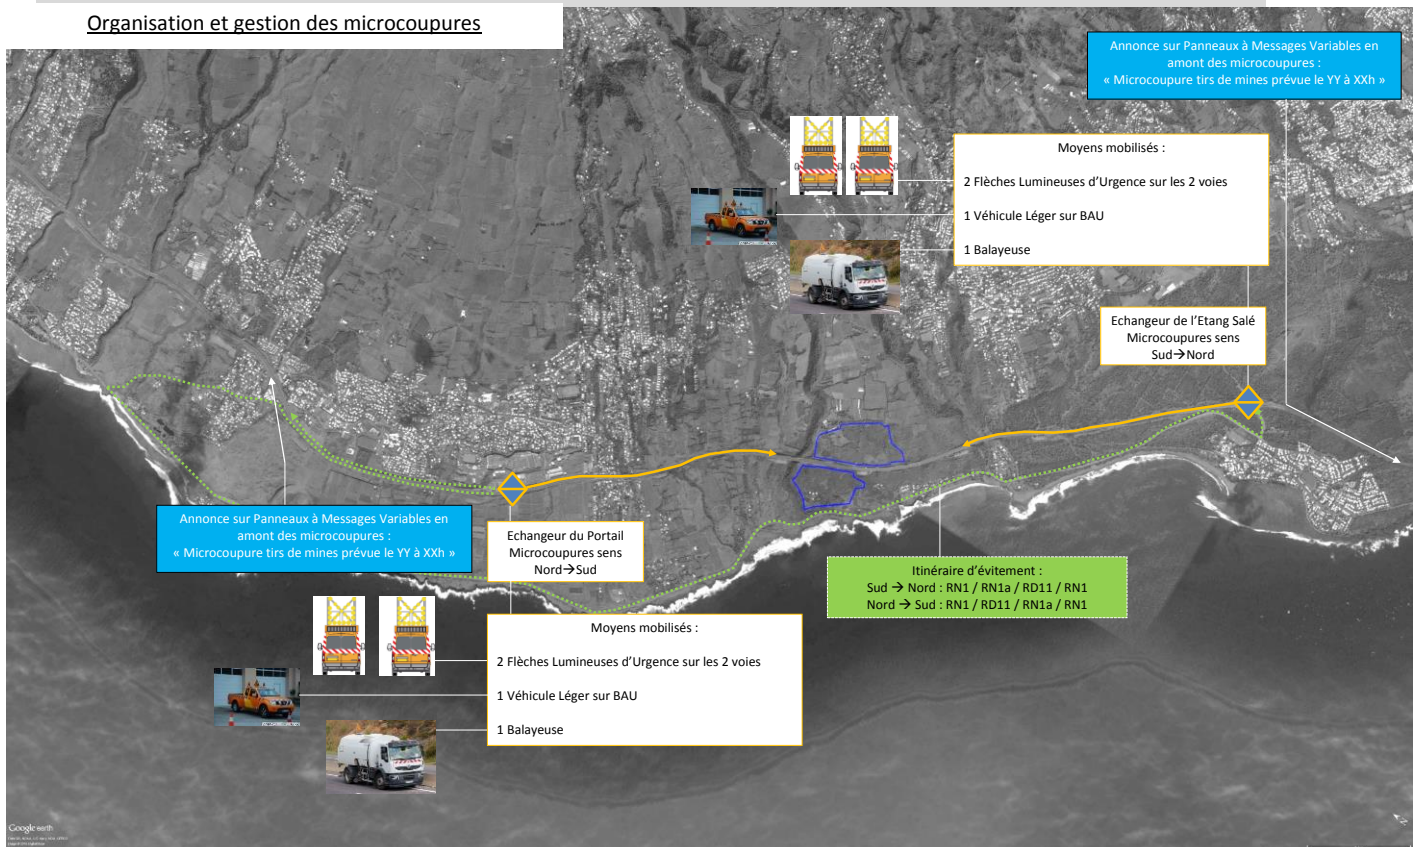 Organisation et gestion des microcoupures
Annonce sur Panneaux à Messages Variables en
amont des microcoupures :
« Microcoupure tirs de mines prévue le YY à XXh »
Moyens mobilisés :
2 Flèches Lumineuses d'Urgence sur les 2 voies
1 Véhicule Léger sur BAU
1 Balayeuse
Echangeur de l'Etang Salé
Microcoupures sens
Sud→Nord
Annonce sur Panneaux à Messages Variables en
amont des microcoupures :
« Microcoupure tirs de mines prévue le YY à XXh »
Echangeur du Portail
Microcoupures sens
Nord→Sud
Itinéraire d'évitement :
Sud → Nord : RN1 / RN1a / RD11 / RN1
Nord → Sud : RN1 / RD11 / RN1a / RN1
Moyens mobilisés :
2 Flèches Lumineuses d'Urgence sur les 2 voies
1 Véhicule Léger sur BAU
1 Balayeuse
Google earth